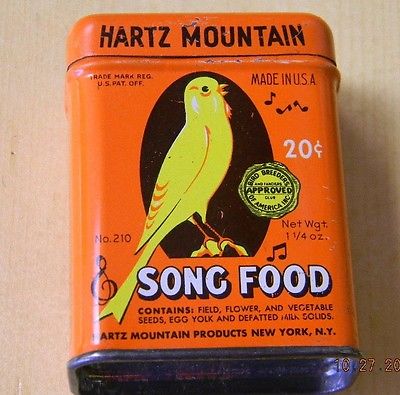 HARTZ MOUNTAIN
TRADE MARK REG.
U.S. PAT. OFF.
MADE IN U.S.A.
20¢
BIRD BREEDERS
AND FANCIERS
APPROVED
CLUB
OF AMERICA INC.
Net Wgt.
1 1/4 oz.
No. 210
SONG FOOD
CONTAINS: FIELD, FLOWER, AND VEGETABLE
SEEDS, EGG YOLK AND DEFATTED MILK SOLIDS.
HARTZ MOUNTAIN PRODUCTS NEW YORK, N.Y.
10.27.20